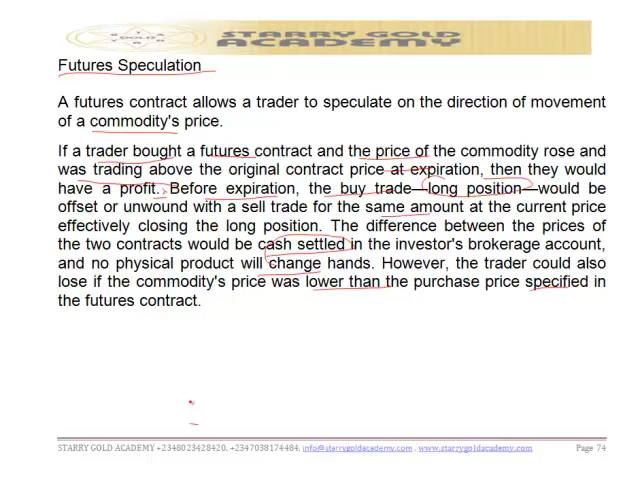 STARRY GOLD
ACADEMY
Futures Speculation
A futures contract allows a trader to speculate on the direction of movement
of a commodity's price.
If a trader bought a futures contract and the price of the commodity rose and
was trading above the original contract price at expiration, then they would
have a profit. Before expiration, the buy trade—long position—would be
offset or unwound with a sell trade for the same amount at the current price
effectively closing the long position. The difference between the prices of
the two contracts would be cash settled in the investor's brokerage account,
and no physical product will change hands. However, the trader could also
lose if the commodity's price was lower than the purchase price specified in
the futures contract.
STARRY GOLD ACADEMY +2348023428420, +2347038174484, info@starrygoldacademy.com , www.starrygoldacademy.com Page 74